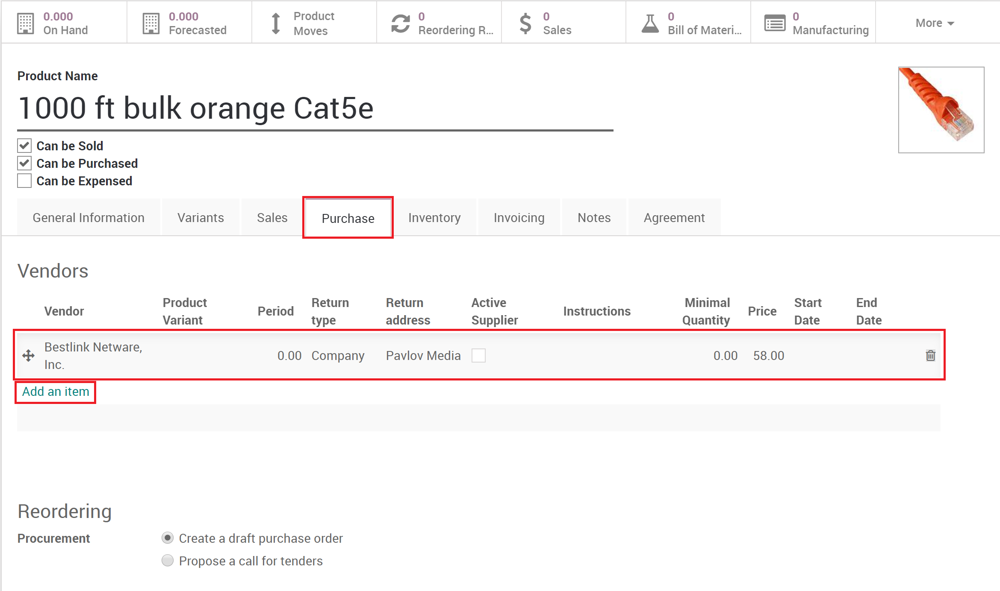 0.000
On Hand
0.000
Forecasted
Product
Moves
0
Reordering R...
0
Sales
0
Bill of Materi...
0
Manufacturing
More
Product Name
1000 ft bulk orange Cat5e
Can be Sold
Can be Purchased
Can be Expensed
General Information Variants Sales Purchase Inventory Invoicing Notes Agreement
Vendors
Vendor Product Variant Period Return type Return address Active Supplier Instructions Minimal Quantity Price Start Date End Date
Bestlink Netware,
Inc.
0.00 Company Pavlov Media 0.00 58.00
Add an item
Reordering
Procurement Create a draft purchase order
Propose a call for tenders